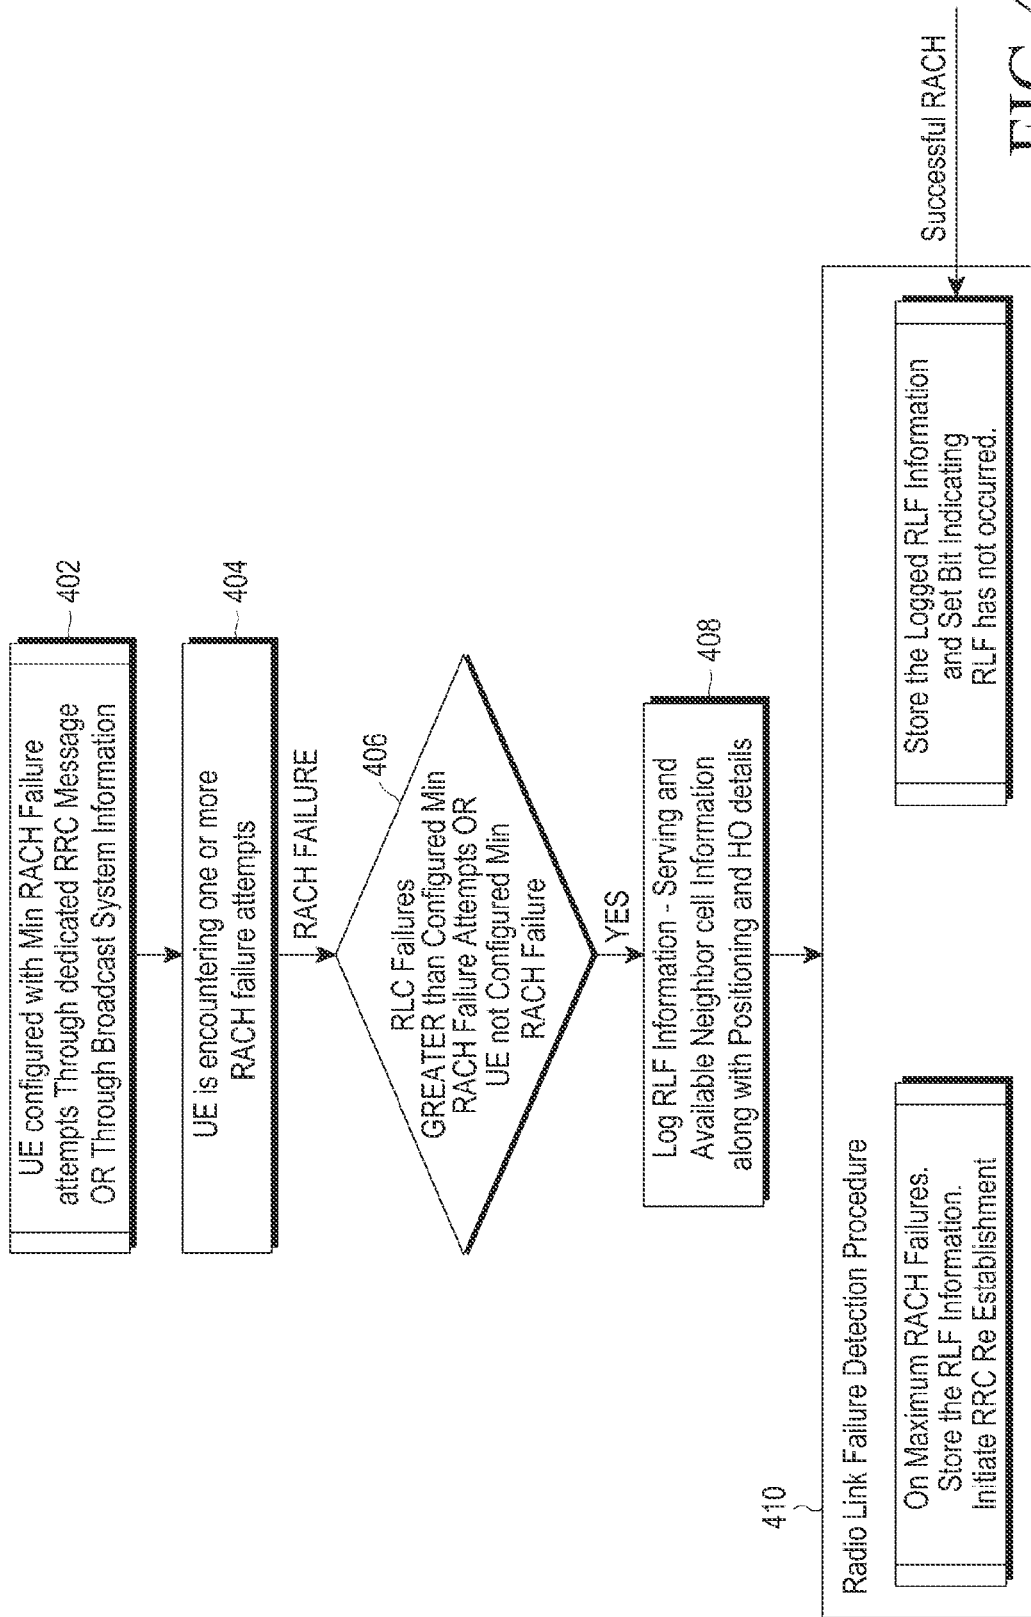 UE configured with Min RACH Failure
attempts Through dedicated RRC Message
OR Through Broadcast System Information
402
UE is encountering one or more
RACH failure attempts
404
RACH FAILURE
406
RLC Failures
GREATER than Configured Min
RACH Failure Attempts OR
UE not Configured Min
RACH Failure
YES
408
Log RLF Information - Serving and
Available Neighbor cell Information
along with Positioning and HO details
410
Radio Link Failure Detection Procedure
On Maximum RACH Failures.
Store the RLF Information.
Initiate RRC Re Establishment
Store the Logged RLF Information
and Set Bit Indicating
RLF has not occurred.
Successful RACH